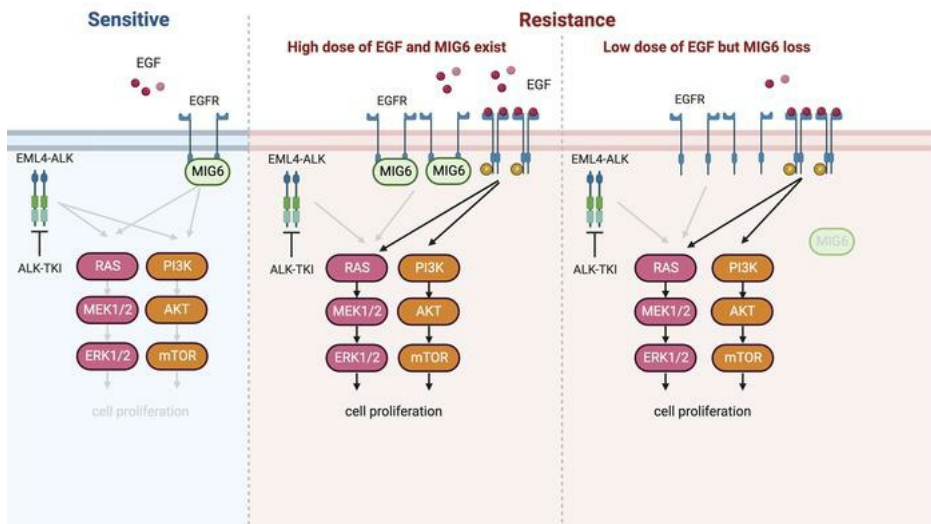 Sensitive
Resistance
High dose of EGF and MIG6 exist
Low dose of EGF but MIG6 loss
EGF
EGFR
EML4-ALK
MIG6
ALK-TKI
RAS
PI3K
MEK1/2
AKT
ERK1/2
mTOR
cell proliferation
EGF
EGFR
EML4-ALK
MIG6
MIG6
P
P
ALK-TKI
RAS
PI3K
MEK1/2
AKT
ERK1/2
mTOR
cell proliferation
EGFR
EML4-ALK
P
P
MIG6
ALK-TKI
RAS
PI3K
MEK1/2
AKT
ERK1/2
mTOR
cell proliferation